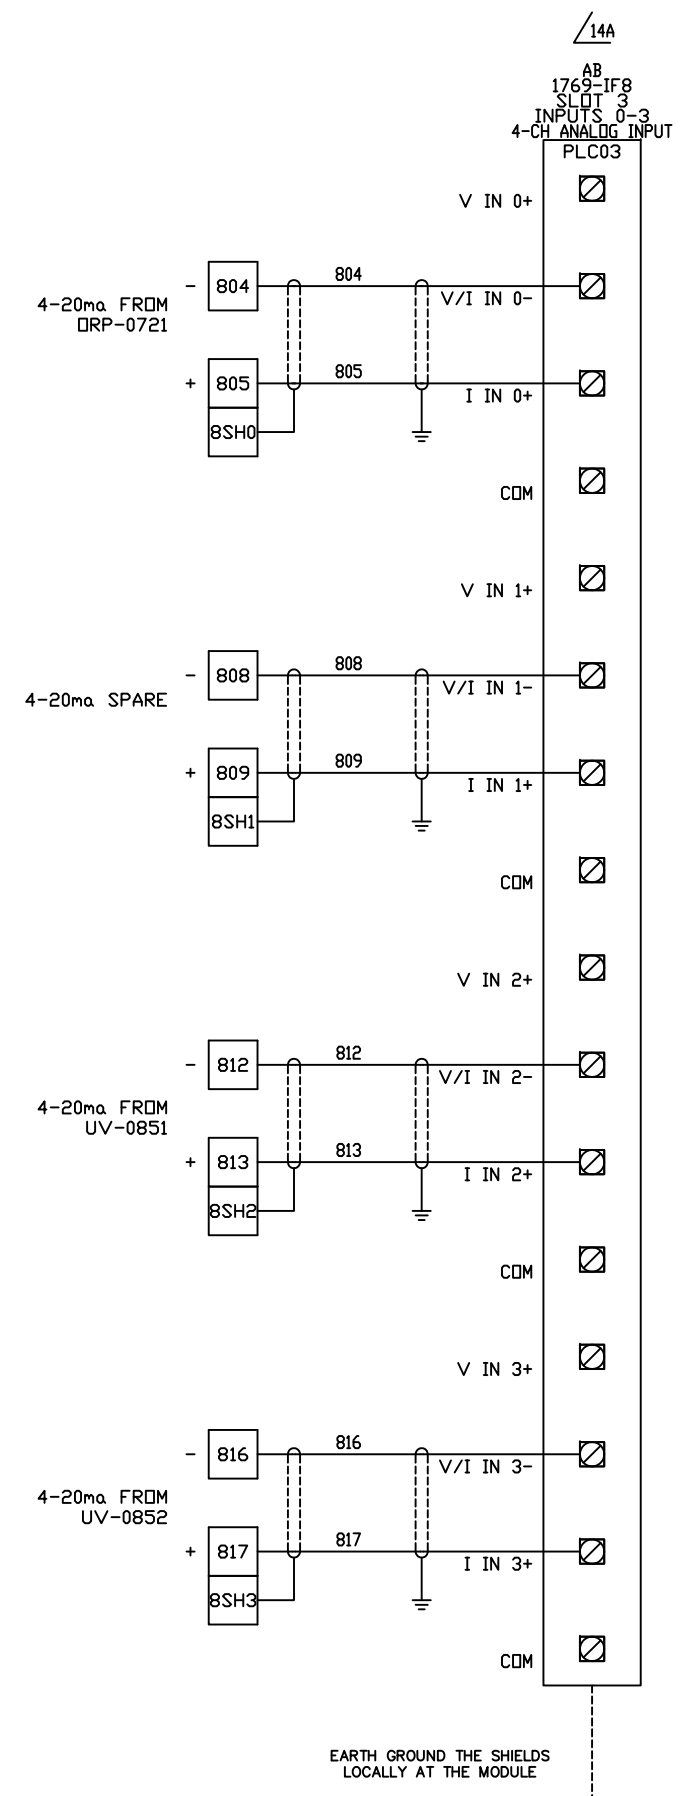 14A
AB
1769-IF8
SLOT 3
INPUTS 0-3
4-CH ANALOG INPUT
PLC03
V IN 0+
- 804 804
V/I IN 0-
4-20ma FROM
ORP-0721
+ 805 805
I IN 0+
8SH0
COM
V IN 1+
- 808 808
V/I IN 1-
4-20ma SPARE
+ 809 809
I IN 1+
8SH1
COM
V IN 2+
- 812 812
V/I IN 2-
4-20ma FROM
UV-0851
+ 813 813
I IN 2+
8SH2
COM
V IN 3+
- 816 816
V/I IN 3-
4-20ma FROM
UV-0852
+ 817 817
I IN 3+
8SH3
COM
EARTH GROUND THE SHIELDS
LOCALLY AT THE MODULE